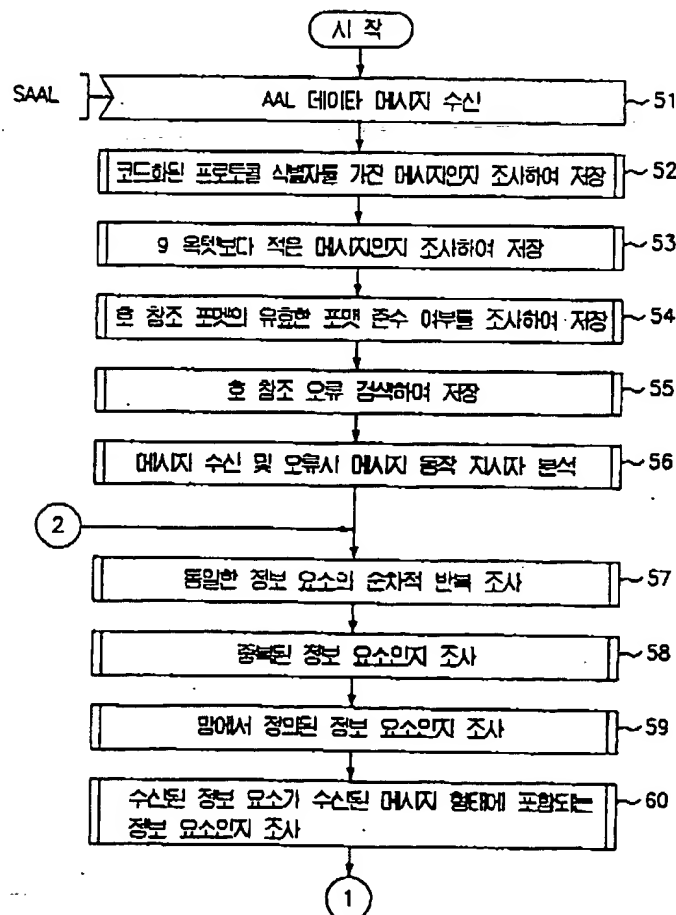 시 작
SAAL
AAL 데이타 메시지 수신
51
코드화된 프로토콜 식별자를 가진 메시지인지 조사하여 저장
52
9 옥텟보다 적은 메시지인지 조사하여 저장
53
호 참조 포멧의 유효한 포맷 준수 여부를 조사하여 저장
54
호 참조 오류 검색하여 저장
55
메시지 수신 및 오류시 메시지 동작 지시자 분석
56
2
동일한 정보 요소의 순차적 반복 조사
57
중복된 정보 요소인지 조사
58
망에서 정의된 정보 요소인지 조사
59
수신된 정보 요소가 수신된 메시지 형태에 포함되는
정보 요소인지 조사
60
1